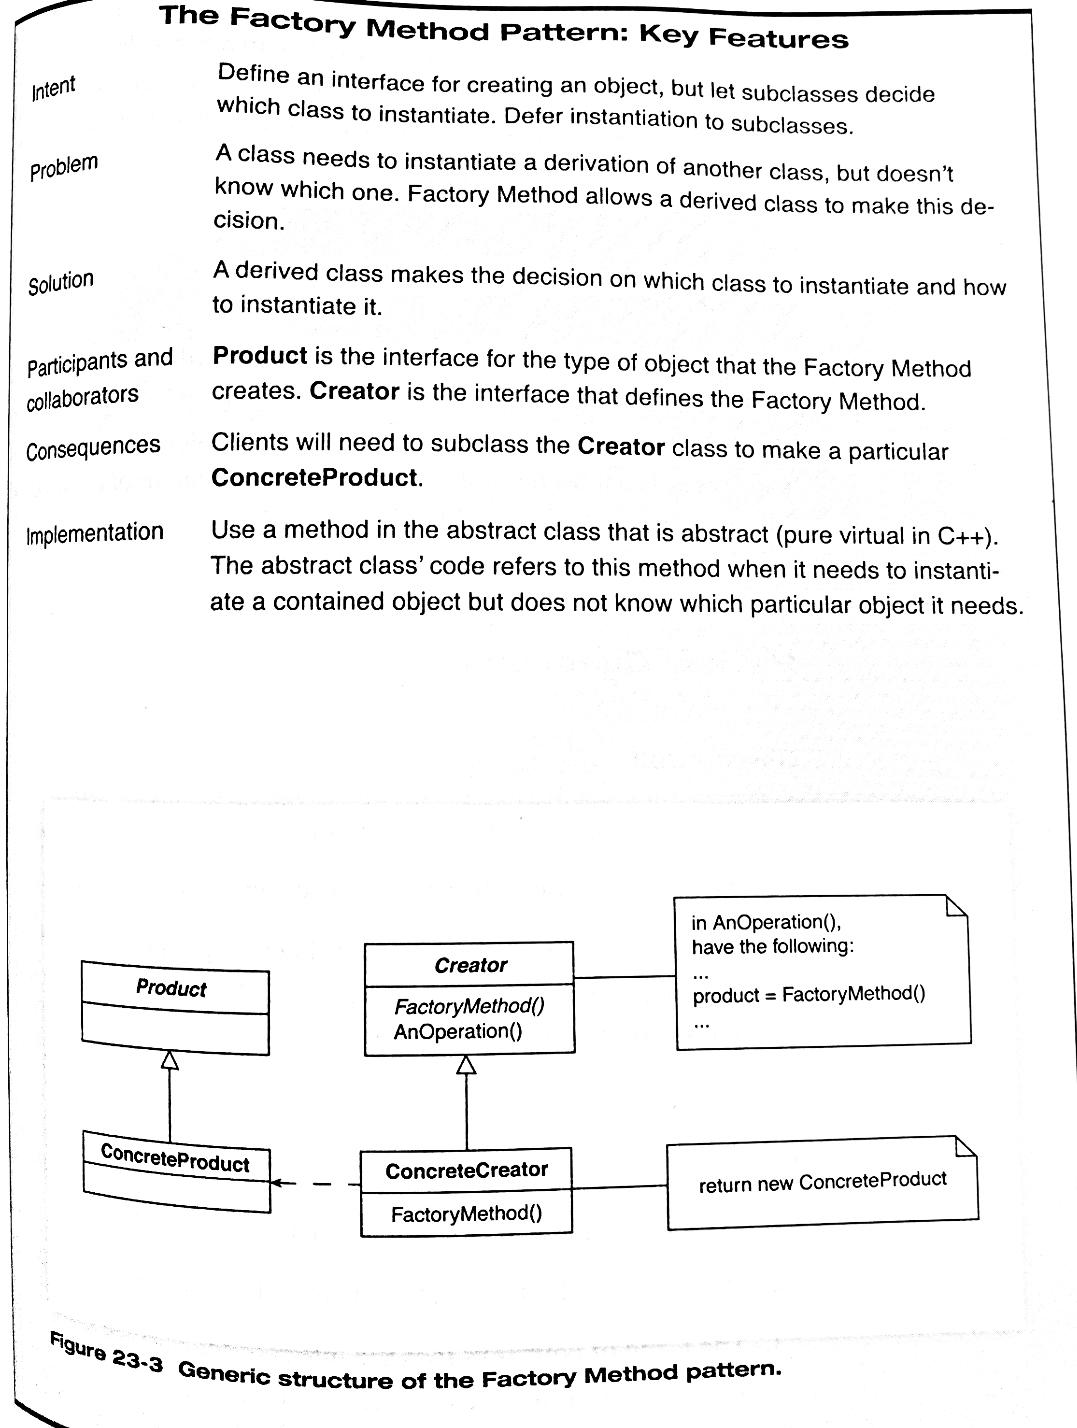 The Factory Method Pattern: Key Features
Intent
Define an interface for creating an object, but let subclasses decide
which class to instantiate. Defer instantiation to subclasses.
Problem
A class needs to instantiate a derivation of another class, but doesn't
know which one. Factory Method allows a derived class to make this de-
cision.
Solution
A derived class makes the decision on which class to instantiate and how
to instantiate it.
Participants and
collaborators
Product is the interface for the type of object that the Factory Method
creates. Creator is the interface that defines the Factory Method.
Consequences
Clients will need to subclass the Creator class to make a particular
ConcreteProduct.
Implementation
Use a method in the abstract class that is abstract (pure virtual in C++).
The abstract class' code refers to this method when it needs to instanti-
ate a contained object but does not know which particular object it needs.
Product
Creator
FactoryMethod()
AnOperation()
in AnOperation(),
have the following:
...
product = FactoryMethod()
...
ConcreteProduct
ConcreteCreator
FactoryMethod()
return new ConcreteProduct
Figure 23-3 Generic structure of the Factory Method pattern.